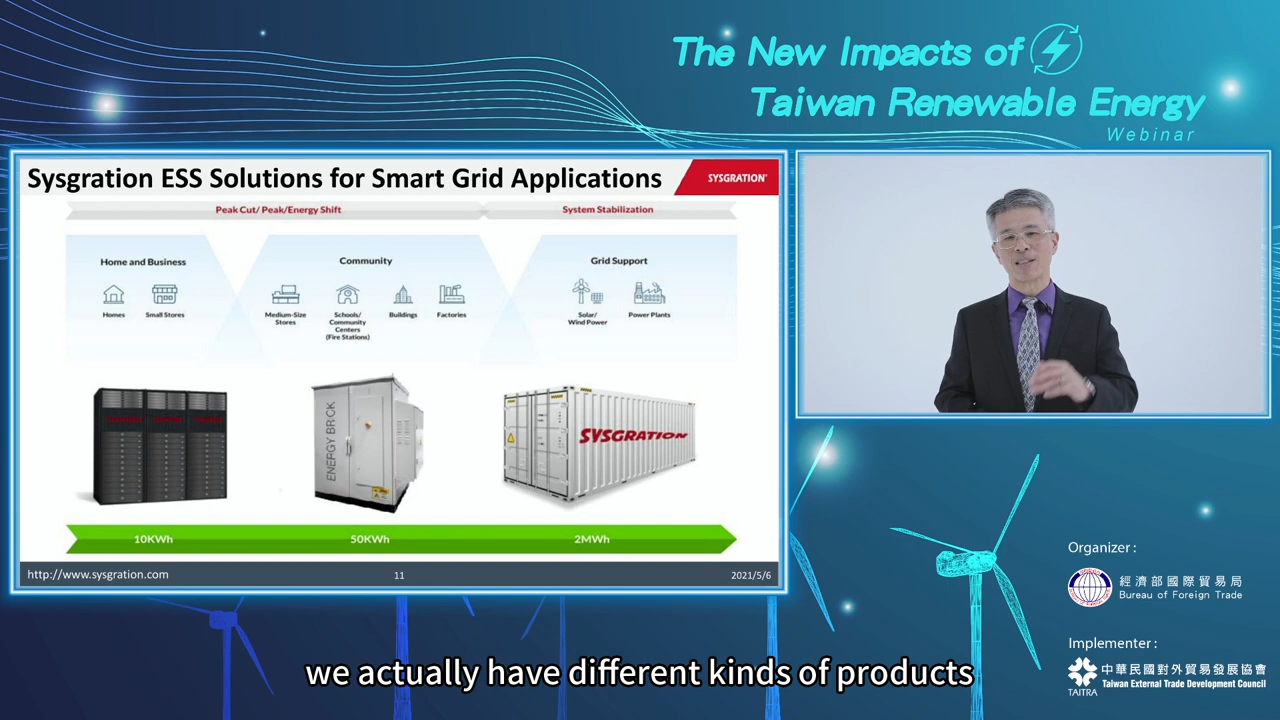 The New Impacts of
Taiwan Renewable Energy
Webinar
Sysgration ESS Solutions for Smart Grid Applications
SYSGRATION
Peak Cut/ Peak/Energy Shift
System Stabilization
Home and Business
Community
Grid Support
Homes
Small Stores
Medium-Size
Stores
Schools/
Community
Centers
(Fire Stations)
Buildings
Factories
Solar/
Wind Power
Power Plants
ENERGY BRCK
SYSGRATION
10KWh
50KWh
2MWh
http://www.sysgration.com
11
2021/5/6
Organizer :
經濟部國際貿易局
Bureau of Foreign Trade
Implementer :
中華民國對外貿易發展協會
Taiwan External Trade Development Council
TAITRA
we actually have different kinds of products